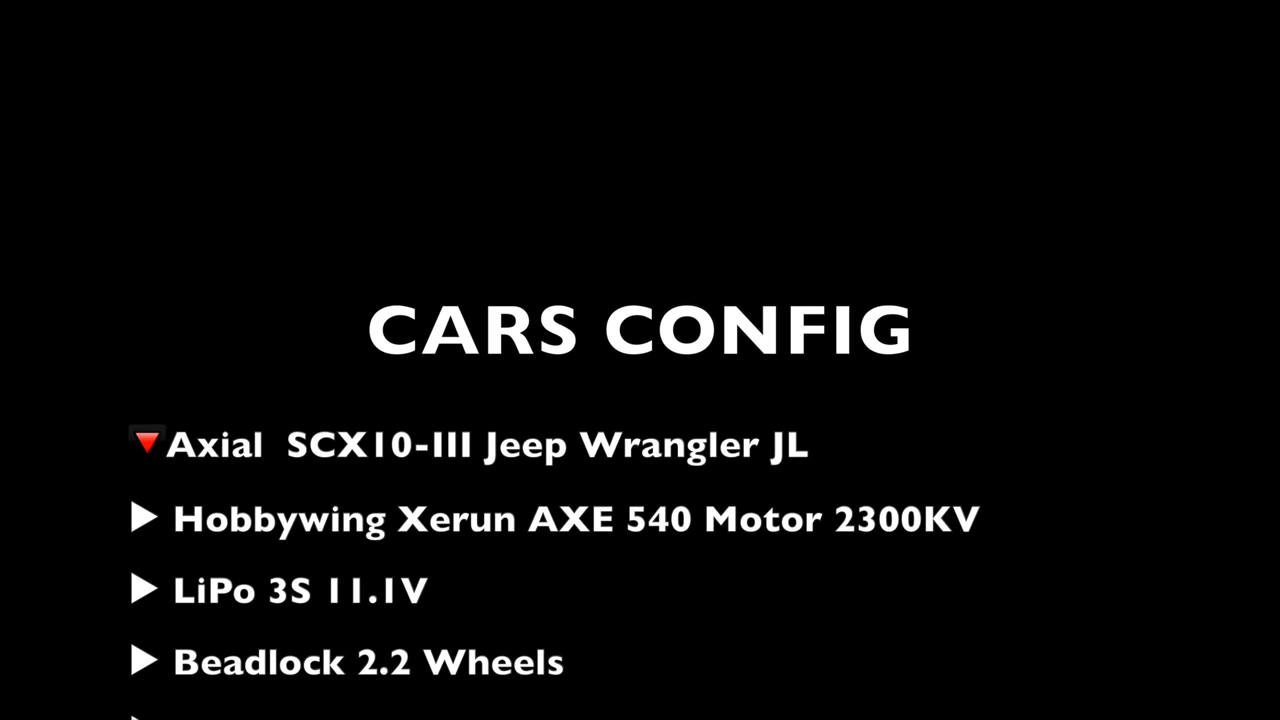 CARS CONFIG
🔻Axial  SCX10-III Jeep Wrangler JL
▶ Hobbywing Xerun AXE 540 Motor 2300KV
▶ LiPo 3S 11.1V
▶ Beadlock 2.2 Wheels